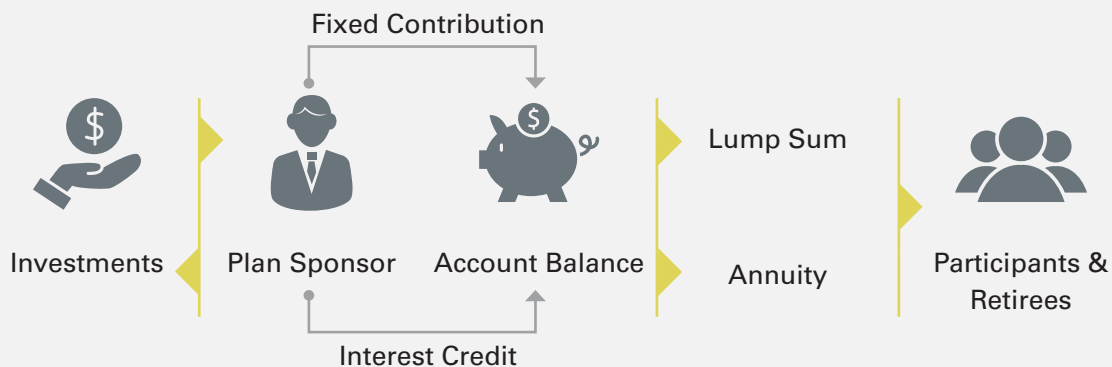 Fixed Contribution
$
$
Lump Sum
Investments
Plan Sponsor
Account Balance
Annuity
Participants &
Retirees
Interest Credit